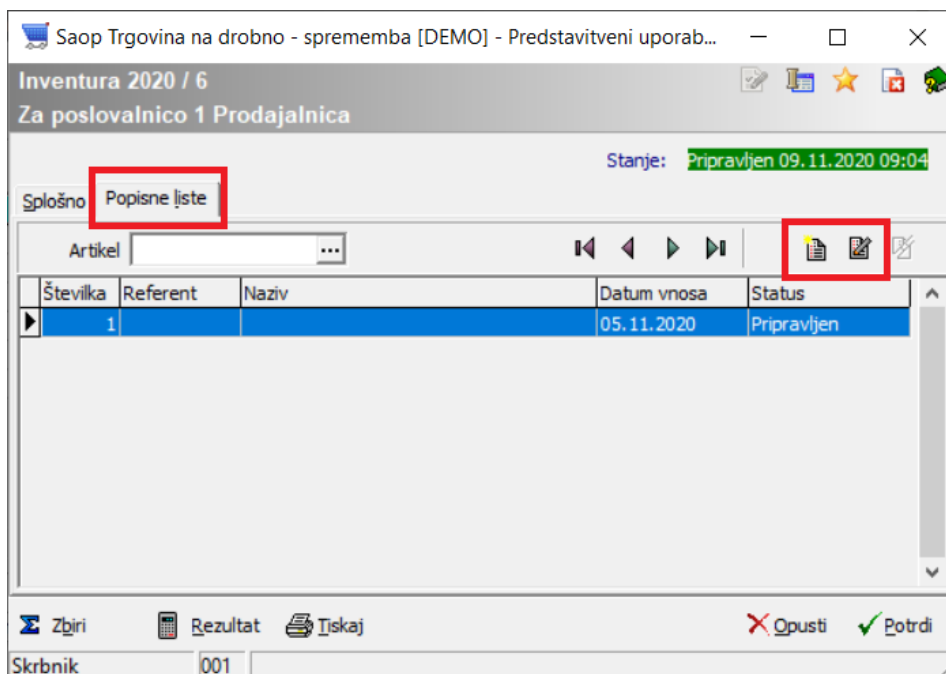 Saop Trgovina na drobno - sprememba [DEMO] - Predstavitveni uporab...
Inventura 2020 / 6
Za poslovalnico 1 Prodajalnica
Stanje: Pripravljen 09.11.2020 09:04
Splošno Popisne liste
Artikel ...
Številka Referent Naziv Datum vnosa Status
1 05.11.2020 Pripravljen
Zbiri Rezultat Tiskaj Opusti Potrdi
Skrbnik 001